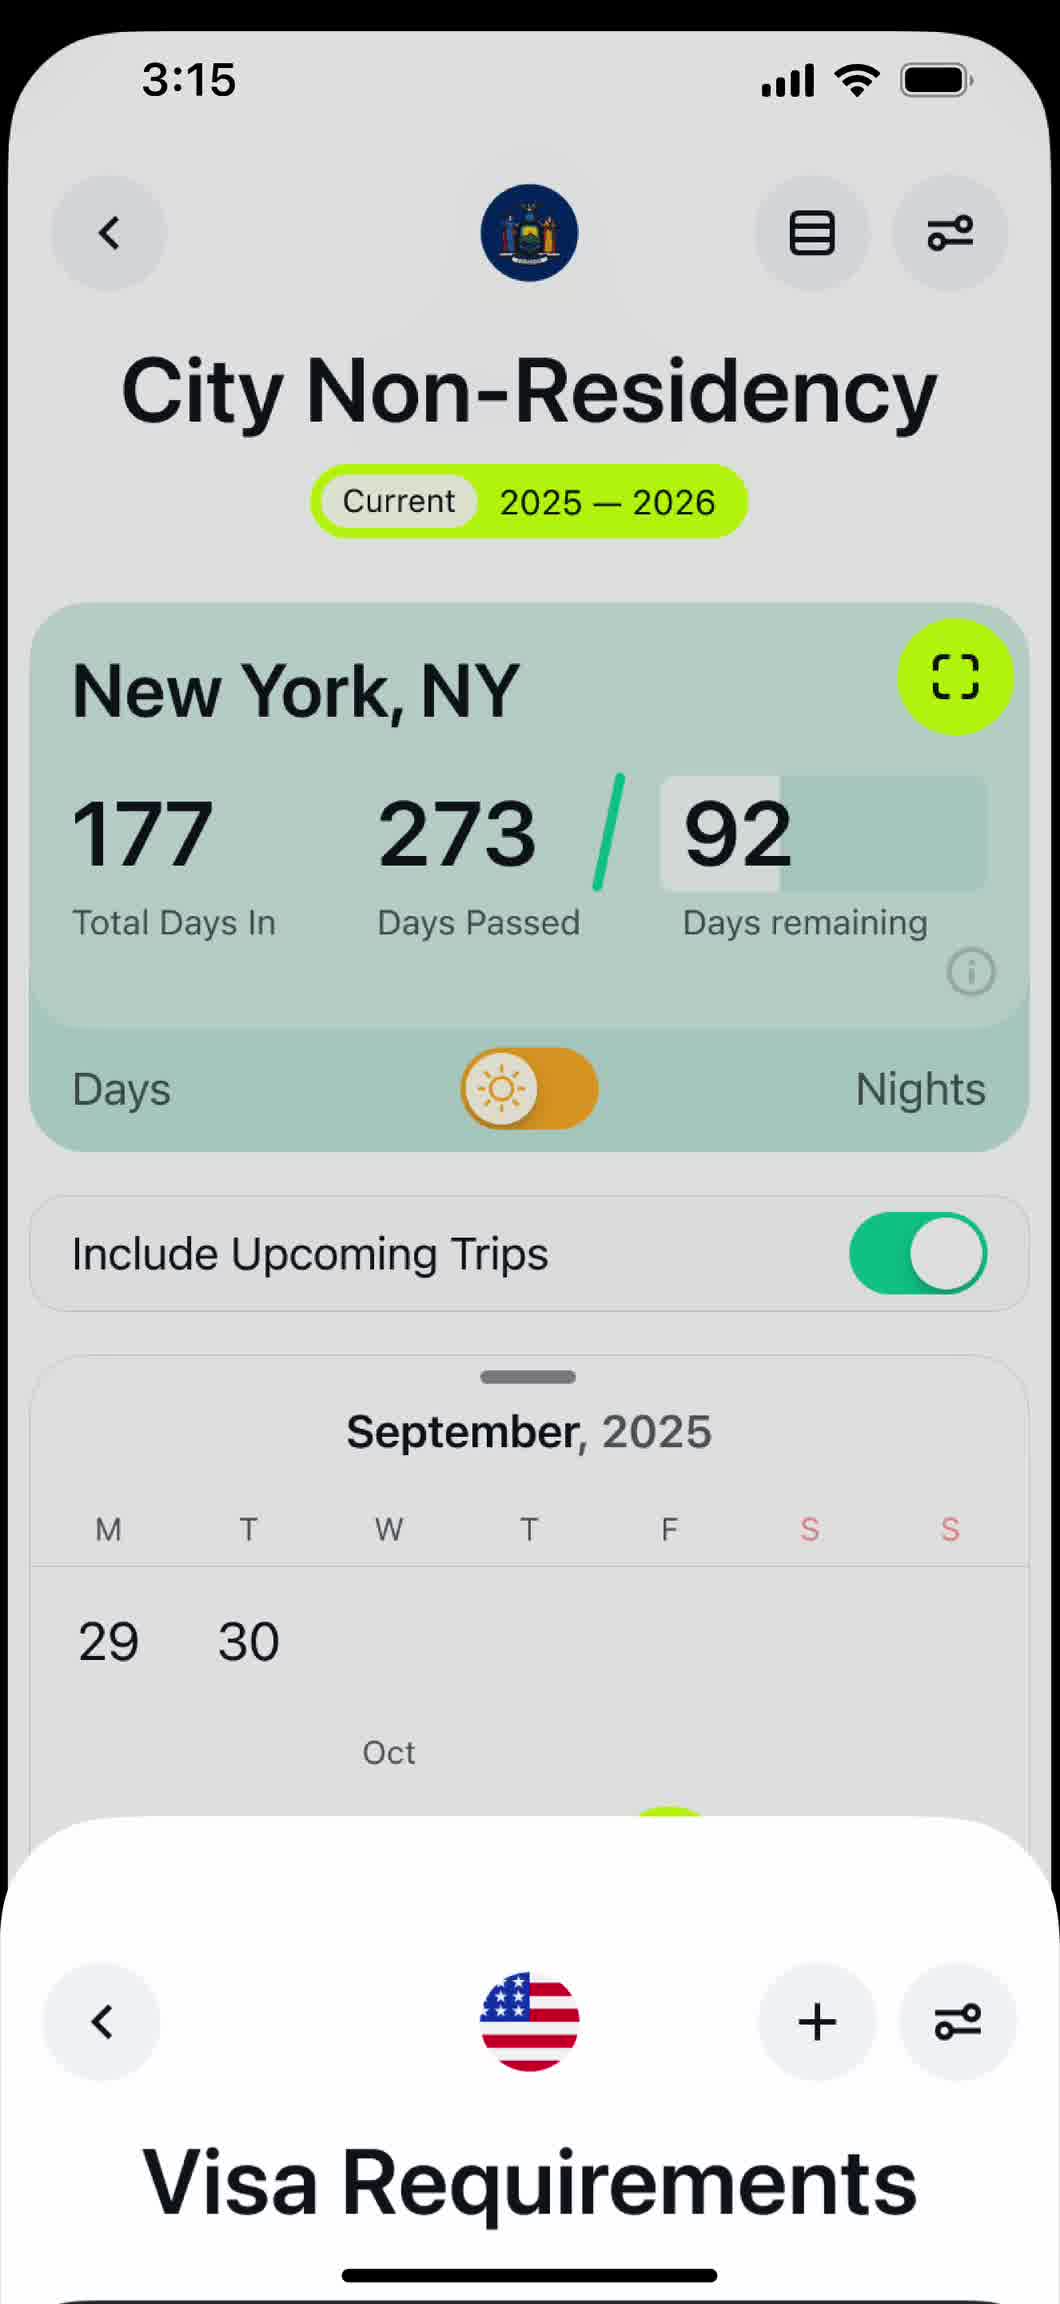 3:15
City Non-Residency
Current 2025 — 2026
New York, NY
177 273 / 92
Total Days In Days Passed Days remaining
Days Nights
Include Upcoming Trips
September, 2025
M T W T F S S
29 30
Oct
Visa Requirements